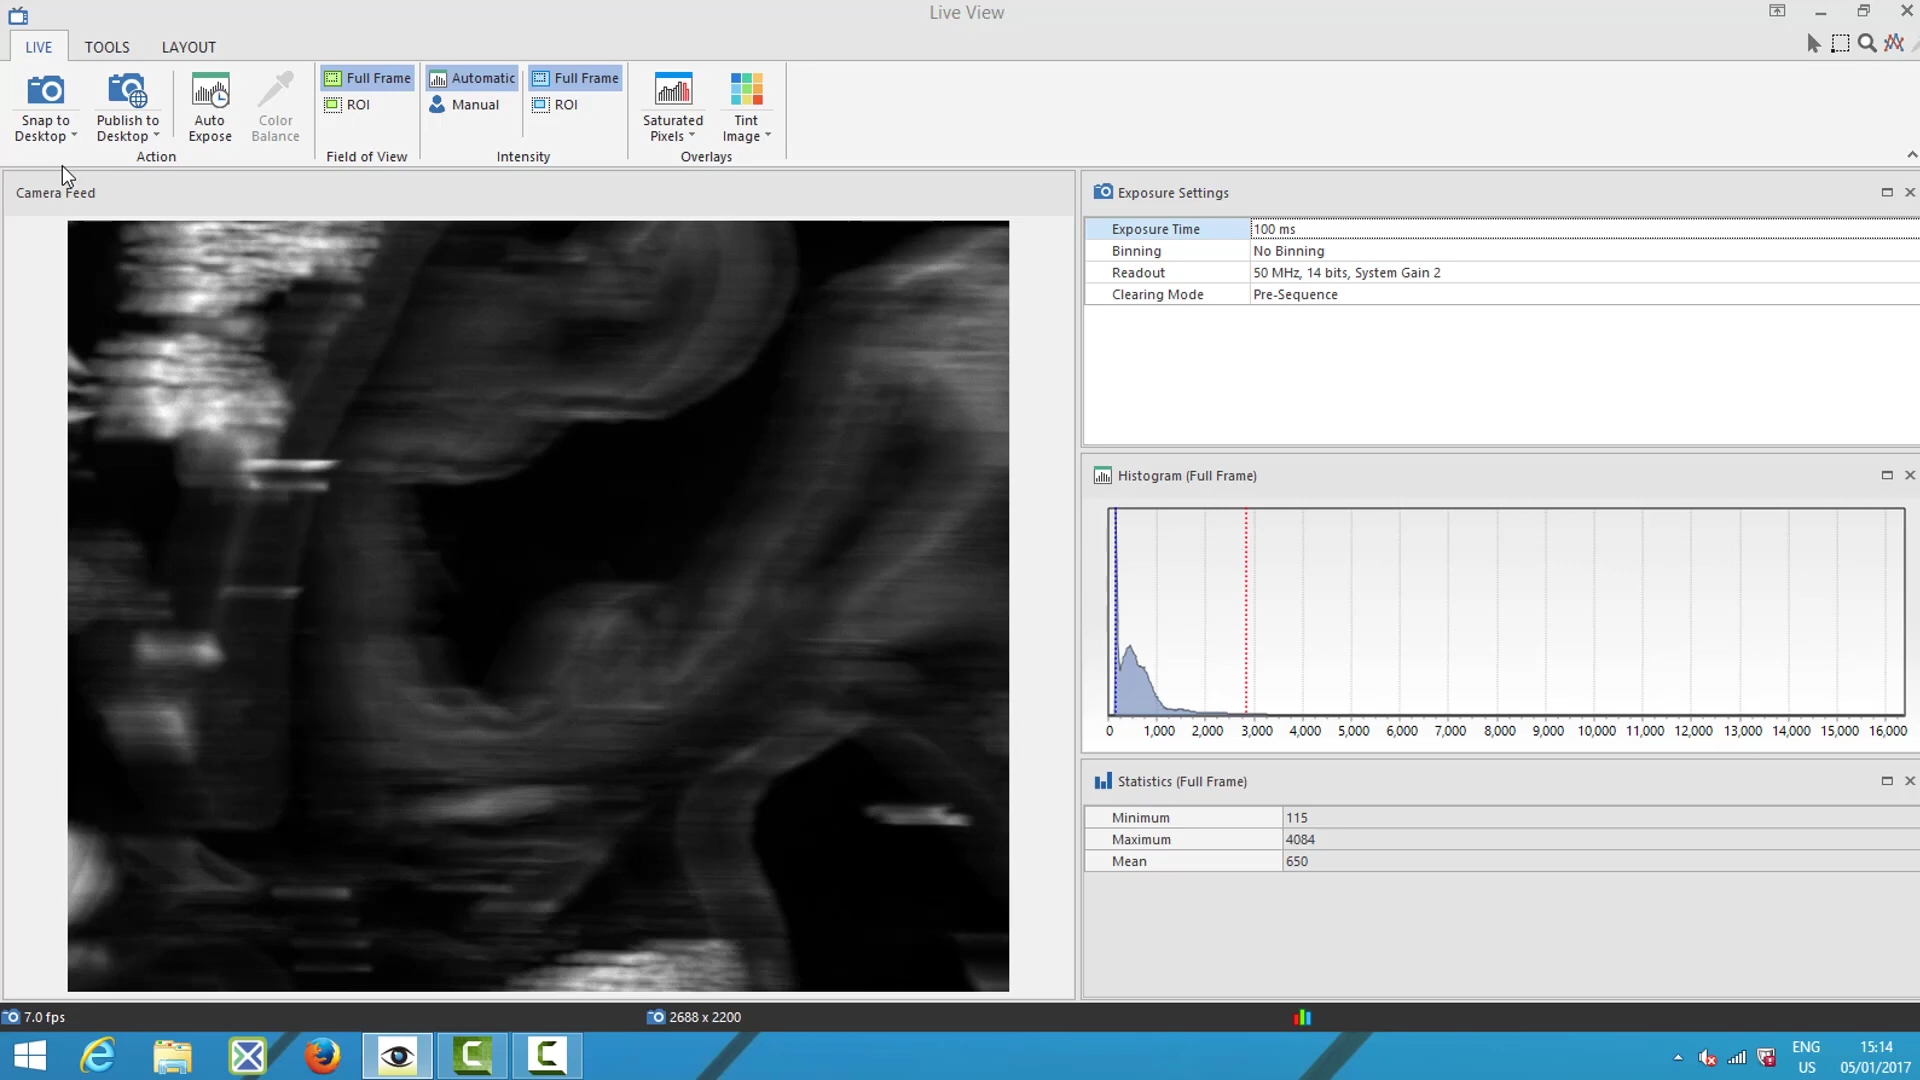 Live View
LIVE TOOLS LAYOUT
Snap to Desktop
Publish to Desktop
Auto Expose
Color Balance
Action
Full Frame
ROI
Field of View
Automatic
Manual
Full Frame
ROI
Intensity
Saturated Pixels
Tint Image
Overlays
Camera Feed
Exposure Settings
Exposure Time 100 ms
Binning No Binning
Readout 50 MHz, 14 bits, System Gain 2
Clearing Mode Pre-Sequence
Histogram (Full Frame)
0 1,000 2,000 3,000 4,000 5,000 6,000 7,000 8,000 9,000 10,000 11,000 12,000 13,000 14,000 15,000 16,000
Statistics (Full Frame)
Minimum 115
Maximum 4084
Mean 650
7.0 fps
2688 x 2200
ENG
US
15:14
05/01/2017